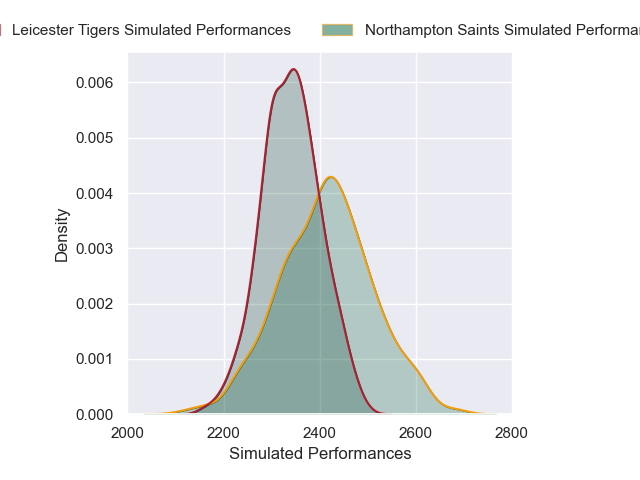 Leicester Tigers Simulated Performances
Northampton Saints Simulated
0.006
0.005
0.004
0.003
0.002
0.001
0.000
Density
2000 2200 2400 2600 2800
Simulated Performances